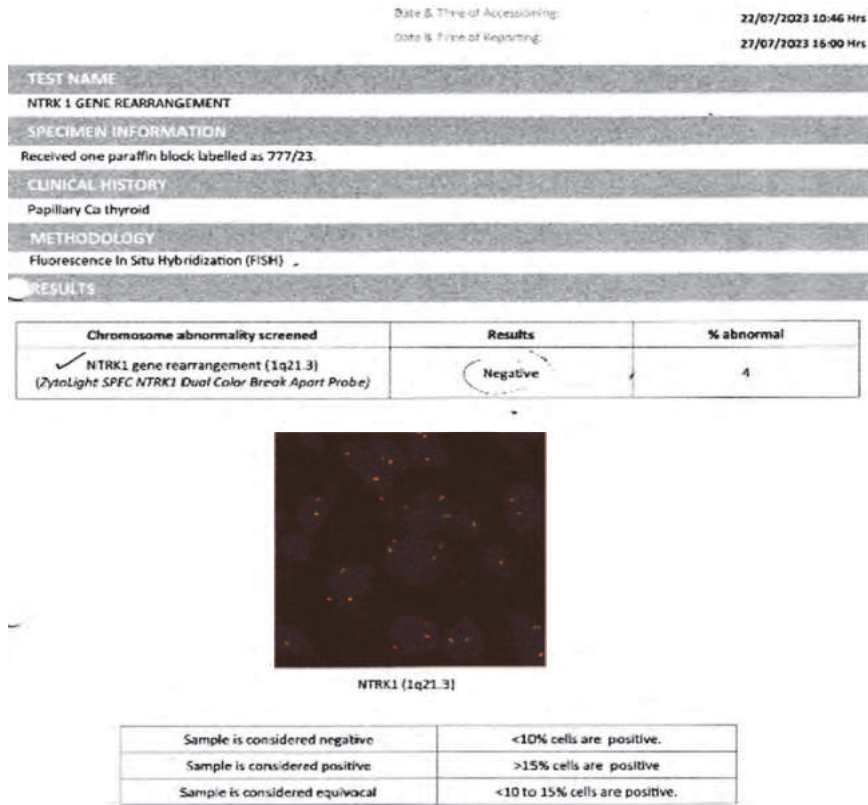 Date & Time of Accessioning: 22/07/2023 10:46 Hrs
Date & Time of Reporting: 27/07/2023 16:00 Hrs
TEST NAME
NTRK 1 GENE REARRANGEMENT
SPECIMEN INFORMATION
Received one paraffin block labelled as 777/23.
CLINICAL HISTORY
Papillary Ca thyroid
METHODOLOGY
Fluorescence In Situ Hybridization (FISH)
RESULTS
Chromosome abnormality screened Results % abnormal
NTRK1 gene rearrangement (1q21.3) Negative 4
(ZytoLight SPEC NTRK1 Dual Color Break Apart Probe)
NTRK1 (1q21.3)
Sample is considered negative <10% cells are positive.
Sample is considered positive >15% cells are positive
Sample is considered equivocal <10 to 15% cells are positive.